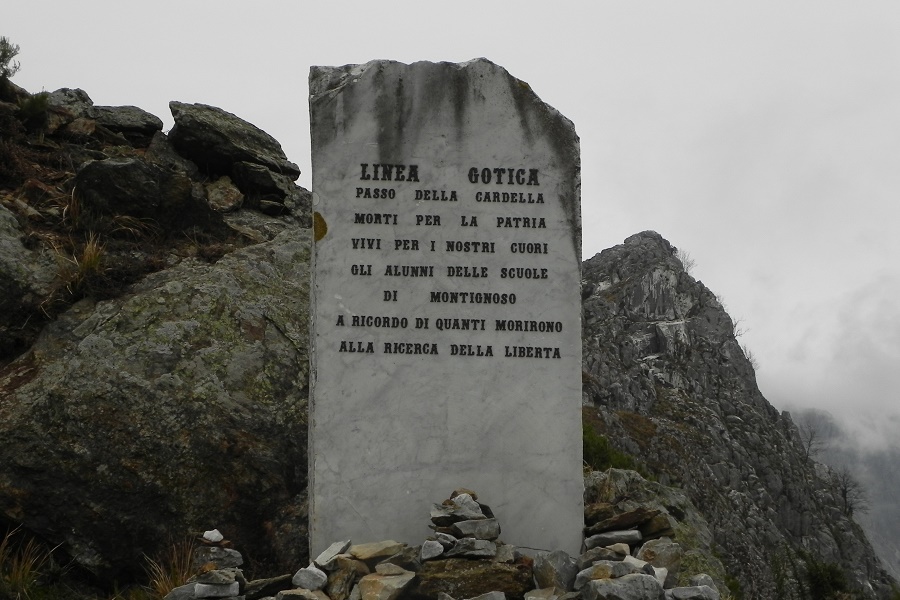 LINEA GOTICA
PASSO DELLA CARDELLA
MORTI PER LA PATRIA
VIVI PER I NOSTRI CUORI
GLI ALUNNI DELLE SCUOLE
DI MONTIGNOSO
A RICORDO DI QUANTI MORIRONO
ALLA RICERCA DELLA LIBERTA